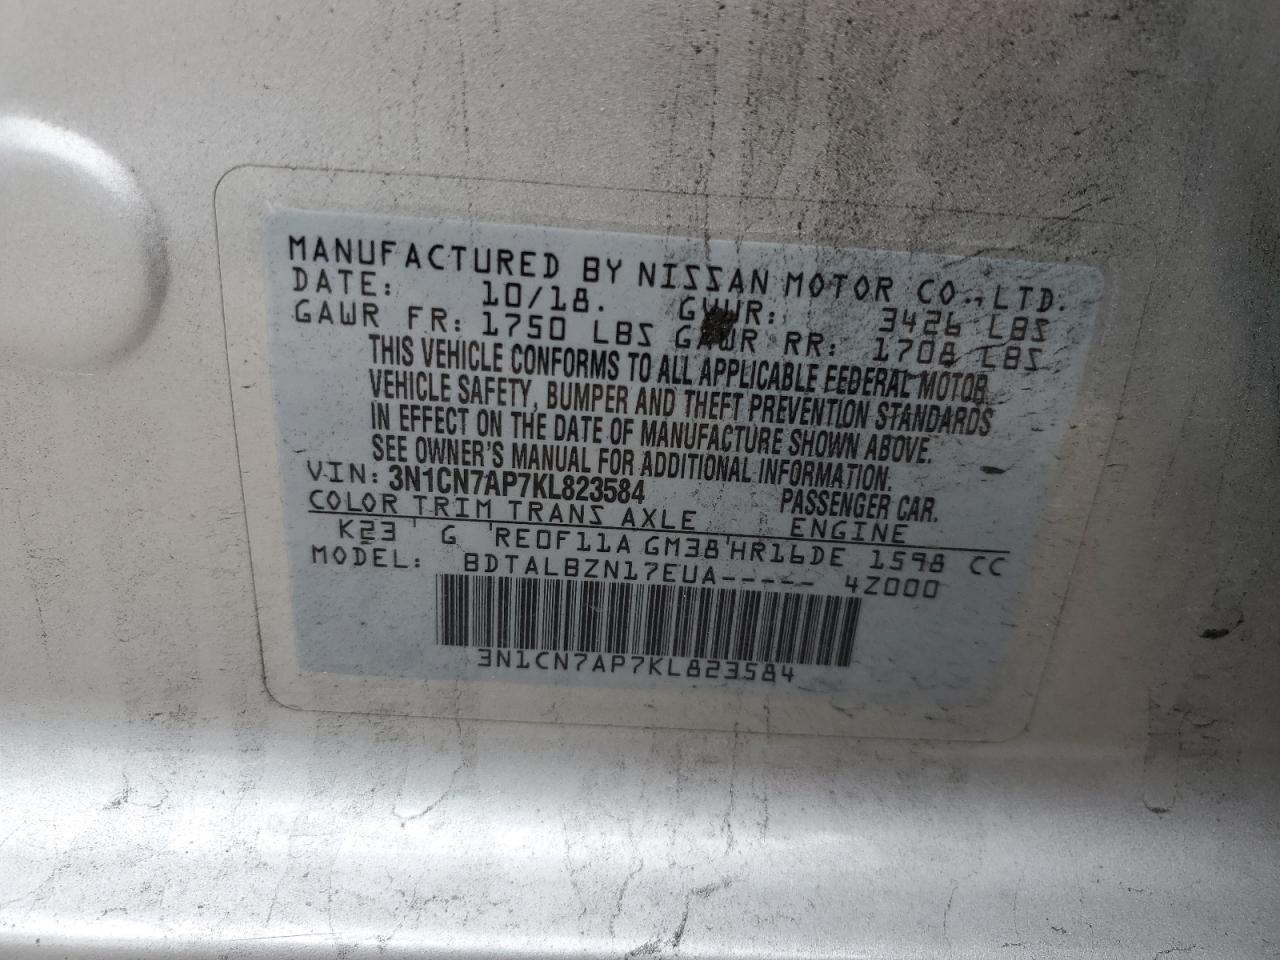 MANUFACTURED BY NISSAN MOTOR CO.,LTD.
DATE: 10/18. GVWR: 3426 LBS
GAWR FR: 1750 LBS GAWR RR: 1708 LBS
THIS VEHICLE CONFORMS TO ALL APPLICABLE FEDERAL MOTOR
VEHICLE SAFETY, BUMPER AND THEFT PREVENTION STANDARDS
IN EFFECT ON THE DATE OF MANUFACTURE SHOWN ABOVE.
SEE OWNER'S MANUAL FOR ADDITIONAL INFORMATION.
VIN: 3N1CN7AP7KL823584 PASSENGER CAR.
COLOR TRIM TRANS AXLE ENGINE
K23 ' G 'RE0F11A GM38'HR16DE 1598 CC
MODEL: BDTALBZN17EUA----- 4Z000
3N1CN7AP7KL823584